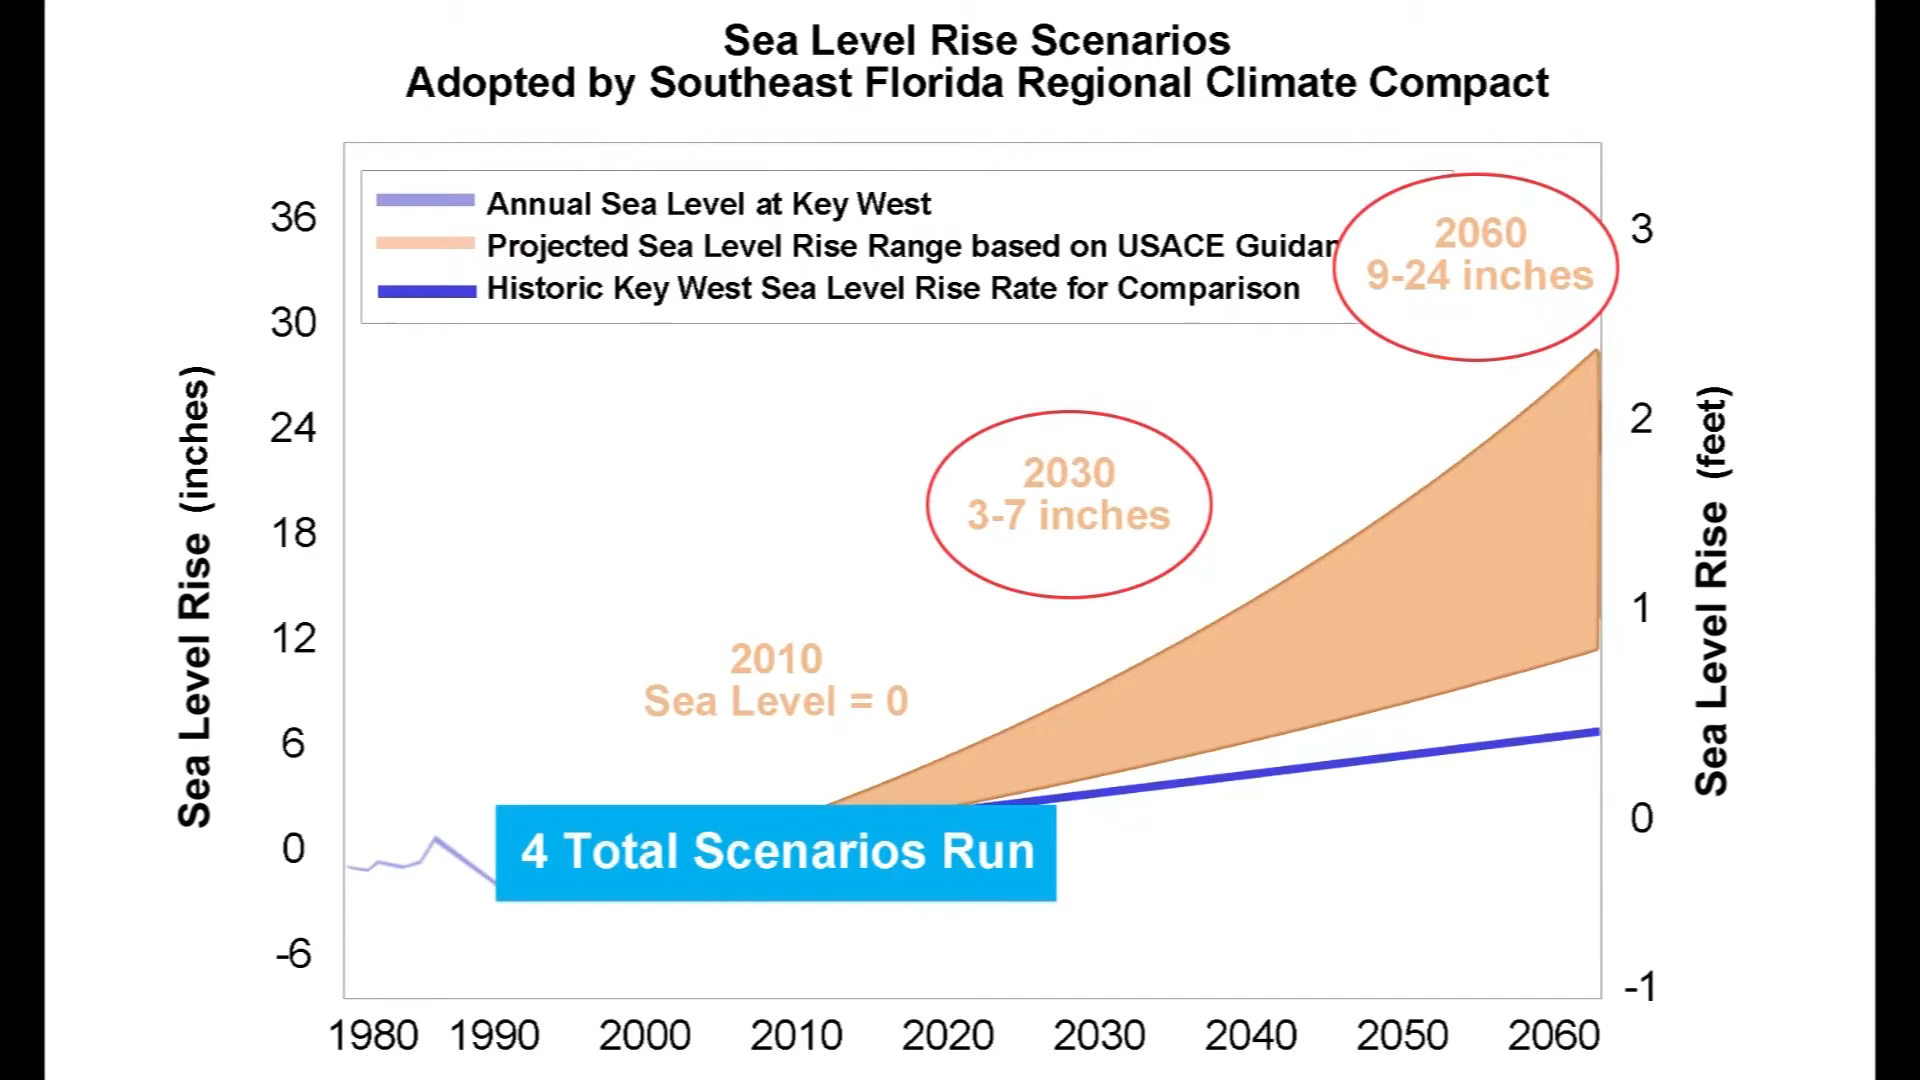 Sea Level Rise Scenarios
Adopted by Southeast Florida Regional Climate Compact
Annual Sea Level at Key West
Projected Sea Level Rise Range based on USACE Guidan
Historic Key West Sea Level Rise Rate for Comparison
2060
9-24 inches
2030
3-7 inches
2010
Sea Level = 0
4 Total Scenarios Run
Sea Level Rise (inches)
36
30
24
18
12
6
0
-6
3
2
1
0
-1
Sea Level Rise (feet)
1980 1990 2000 2010 2020 2030 2040 2050 2060